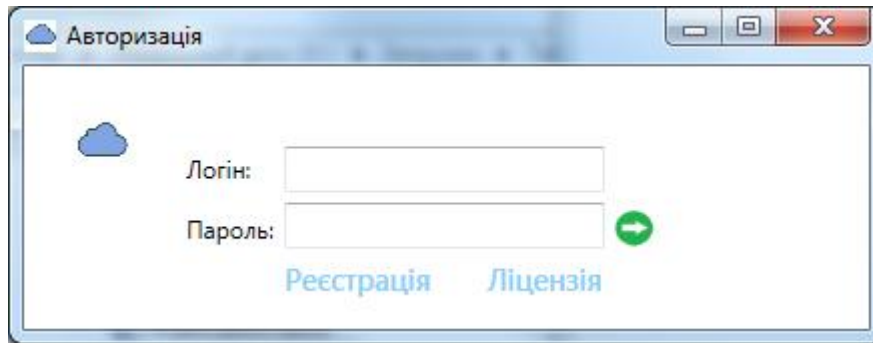 Авторизація
Логін:
Пароль:
Реєстрація Ліцензія